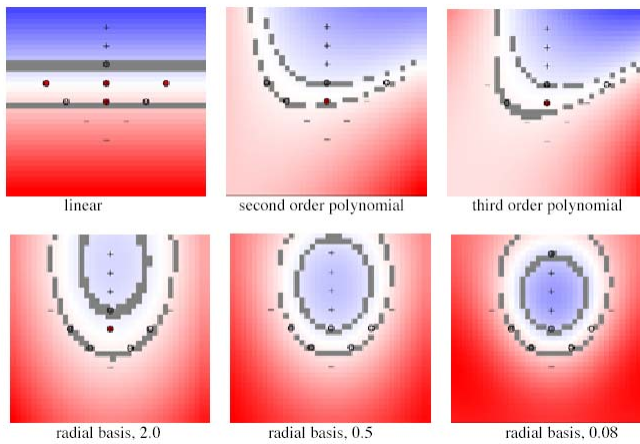 linear
second order polynomial
third order polynomial
radial basis, 2.0
radial basis, 0.5
radial basis, 0.08